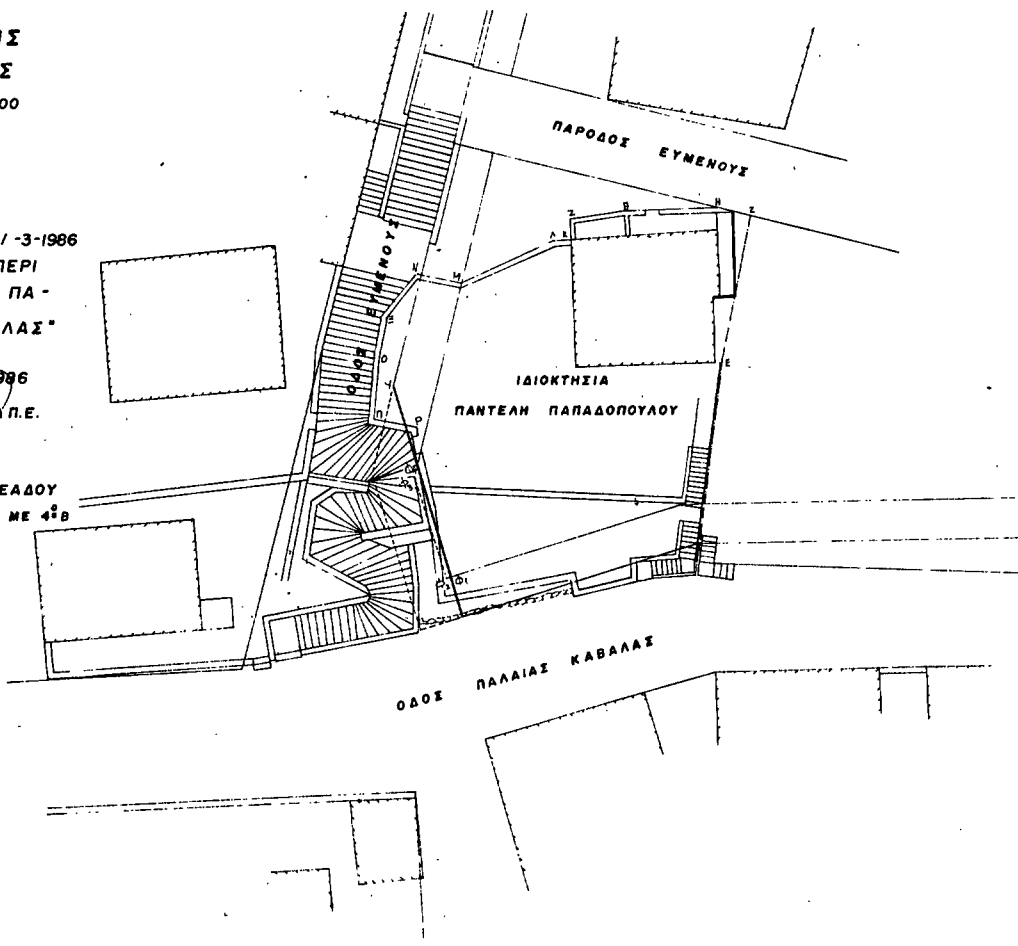 ΙΣ
Σ
00
/ -3-1986
ΠΕΡΙ
ΠΑ -
ΛΑΣ"
986
Π.Ε.
ΕΑΔΟΥ
ΜΕ 4ºΒ
ΠΑΡΟΔΟΣ ΕΥΜΕΝΟΥΣ
Ζ Θ Η Ζ
Λ Κ
Ν Μ
ΟΔΟΣ ΕΥΜΕΝΟΥΣ
Ξ
Ο
Ε
ΙΔΙΟΚΤΗΣΙΑ
ΠΑΝΤΕΛΗ ΠΑΠΑΔΟΠΟΥΛΟΥ
Π Ρ
ΟΔΟΣ ΠΑΛΑΙΑΣ ΚΑΒΑΛΑΣ